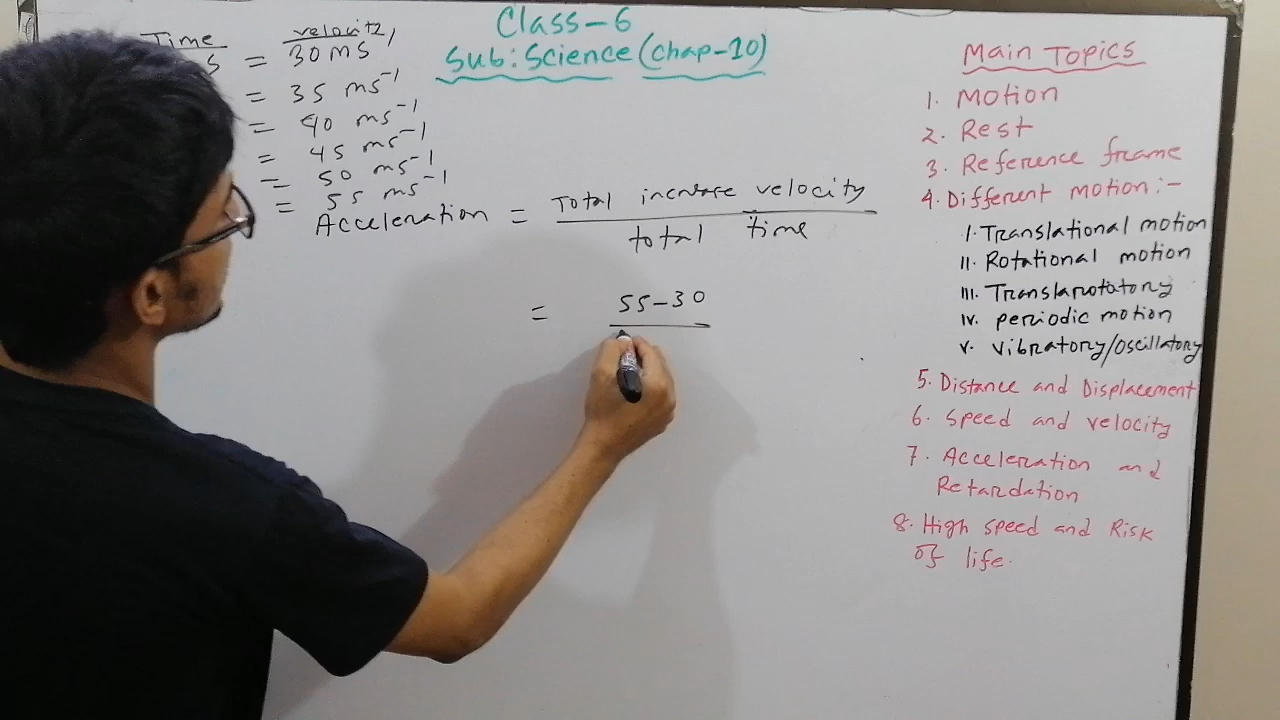 Class-6
Sub: Science (chap-10)
Time velocity
s = 30 ms
= 35 ms-1
= 40 ms-1
= 45 ms-1
= 50 ms-1
= 55 ms-1
Acceleration = Total increase velocity
total time
= 55-30
Main Topics
1. Motion
2. Rest
3. Reference frame
4. Different motion:-
I. Translational motion
II. Rotational motion
III. Translarotatory
IV. periodic motion
V. vibratory/oscillatory
5. Distance and Displacement
6. Speed and velocity
7. Acceleration and
Retardation
8. High speed and Risk
of life.